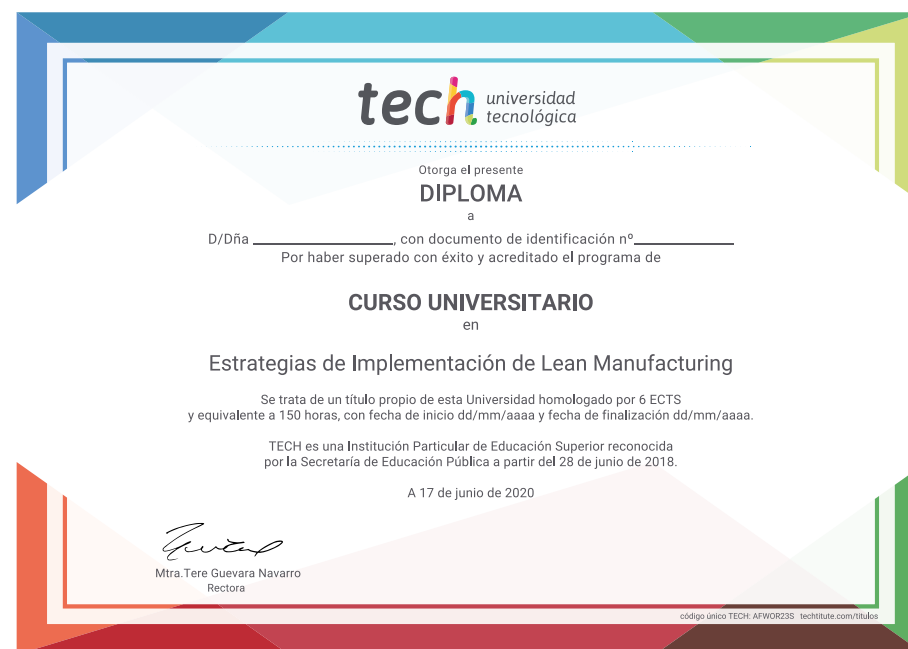 tech universidad
tecnológica
Otorga el presente
DIPLOMA
a
D/Dña ____________________, con documento de identificación nº______________
Por haber superado con éxito y acreditado el programa de
CURSO UNIVERSITARIO
en
Estrategias de Implementación de Lean Manufacturing
Se trata de un título propio de esta Universidad homologado por 6 ECTS
y equivalente a 150 horas, con fecha de inicio dd/mm/aaaa y fecha de finalización dd/mm/aaaa.
TECH es una Institución Particular de Educación Superior reconocida
por la Secretaría de Educación Pública a partir del 28 de junio de 2018.
A 17 de junio de 2020
Mtra.Tere Guevara Navarro
Rectora
código único TECH: AFWOR23S techtitute.com/titulos